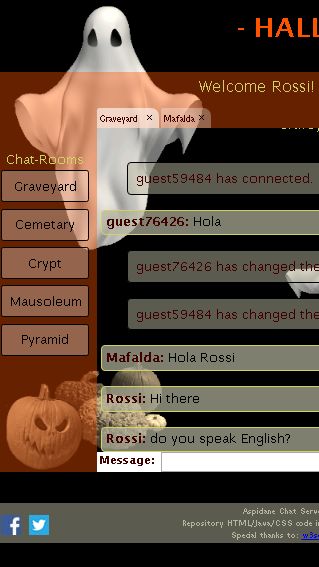 - HALL
Welcome Rossi!
Graveyard ×
Mafalda ×
Chat-Rooms
Graveyard
Cemetary
Crypt
Mausoleum
Pyramid
guest59484 has connected.
guest76426: Hola
guest76426 has changed the
guest59484 has changed the
Mafalda: Hola Rossi
Rossi: Hi there
Rossi: do you speak English?
Message:
Aspidane Chat Serv
Repository HTML/Java/CSS code i
Special thanks to: w3s